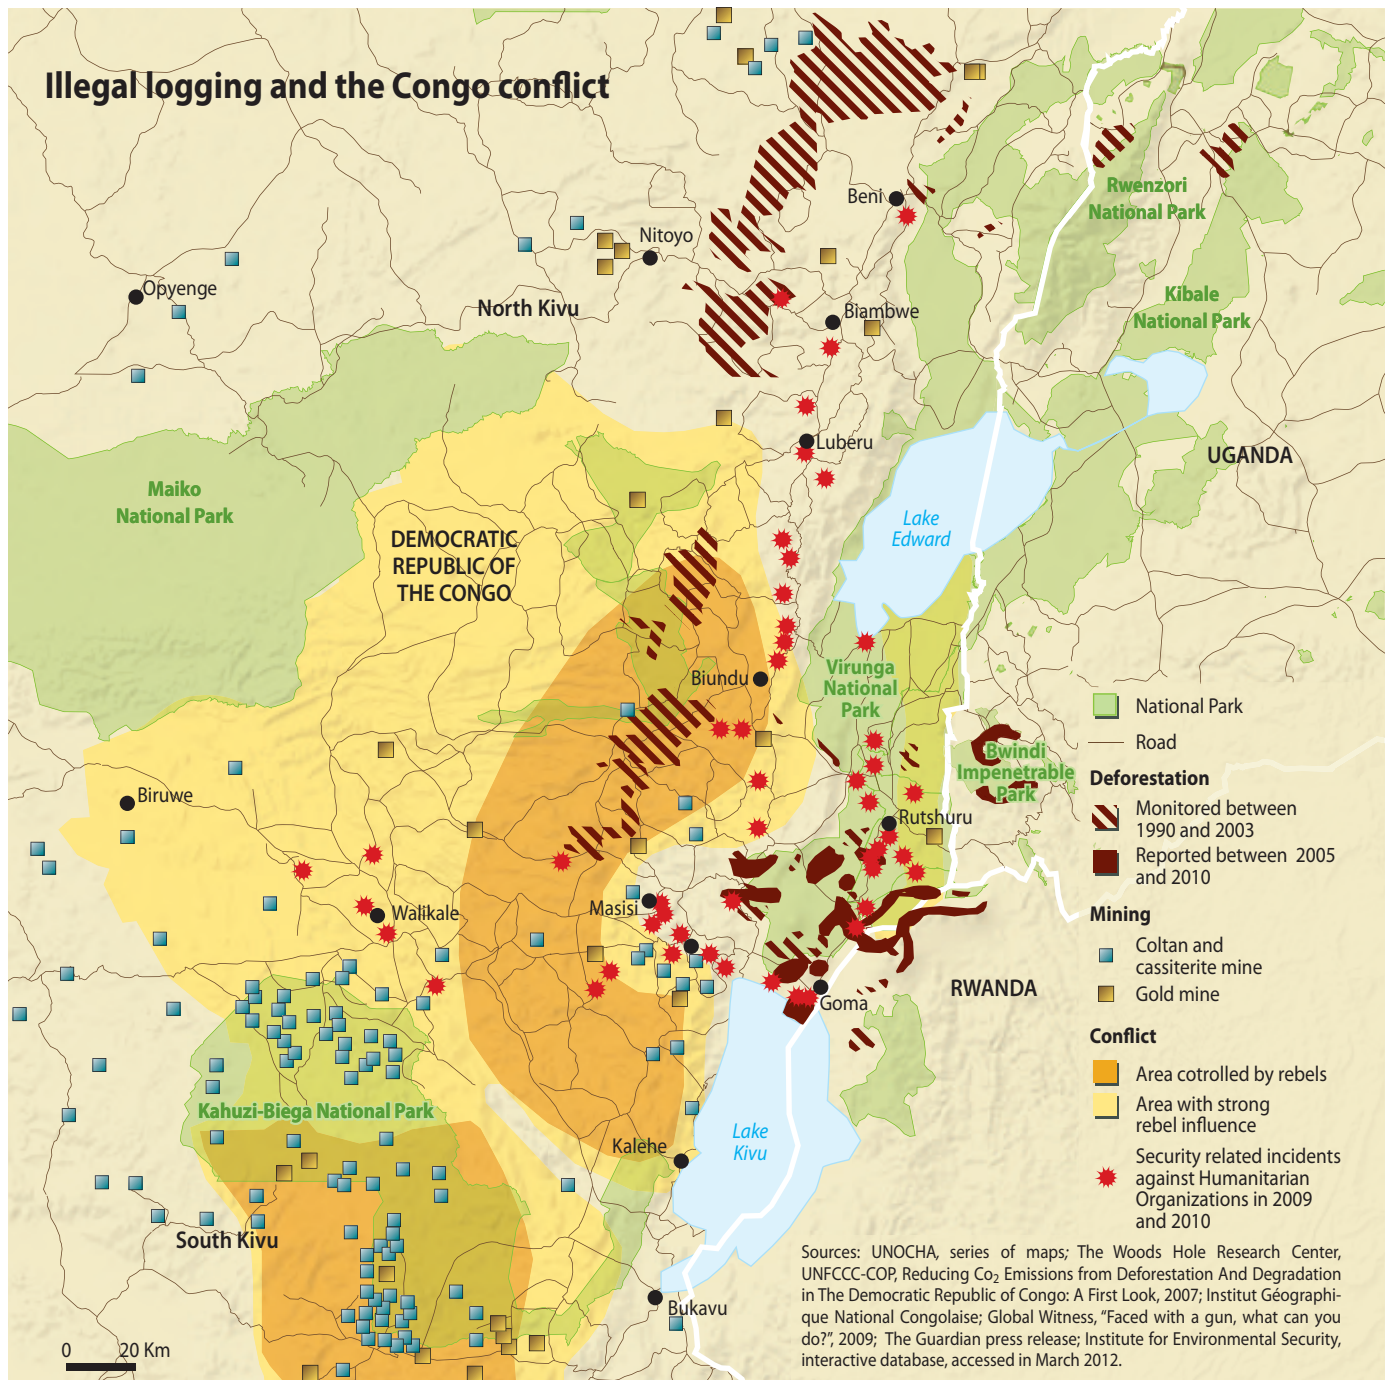 Illegal logging and the Congo conflict
Beni
Rwenzori
National Park
Nitoyo
Opyenge
North Kivu
Biambwe
Kibale
National Park
Luberu
UGANDA
Maiko
National Park
Lake
Edward
DEMOCRATIC
REPUBLIC OF
THE CONGO
Biundu
Virunga
National
Park
Bwindi
Impenetrable
Park
Biruwe
Rutshuru
Walikale
Masisi
Goma
RWANDA
Kahuzi-Biega National Park
Kalehe
Lake
Kivu
South Kivu
Bukavu
0 20 Km
National Park
Road
Deforestation
Monitored between
1990 and 2003
Reported between 2005
and 2010
Mining
Coltan and
cassiterite mine
Gold mine
Conflict
Area cotrolled by rebels
Area with strong
rebel influence
Security related incidents
against Humanitarian
Organizations in 2009
and 2010
Sources: UNOCHA, series of maps; The Woods Hole Research Center,
UNFCCC-COP, Reducing Co₂ Emissions from Deforestation And Degradation
in The Democratic Republic of Congo: A First Look, 2007; Institut Géographi-
que National Congolaise; Global Witness, “Faced with a gun, what can you
do?”, 2009; The Guardian press release; Institute for Environmental Security,
interactive database, accessed in March 2012.